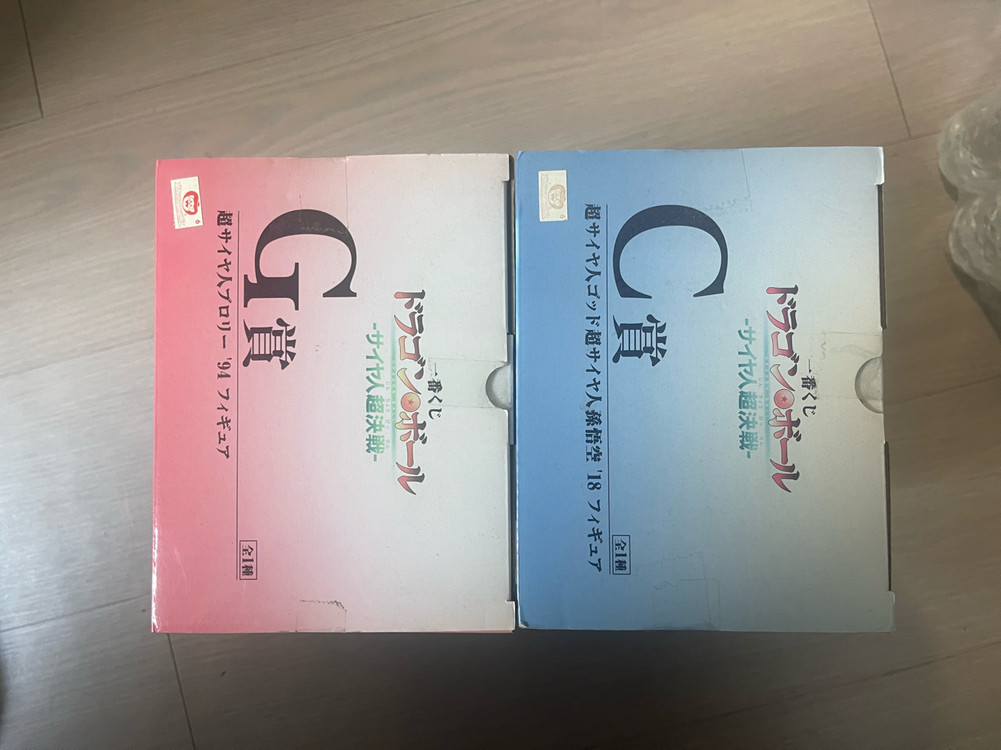 一番くじ
ドラゴンボール
-サイヤ人超決戦-
G賞
超サイヤ人ブロリー '94 フィギュア
全1種
一番くじ
ドラゴンボール
-サイヤ人超決戦-
C賞
超サイヤ人ゴッド超サイヤ人孫悟空 '18 フィギュア
全1種